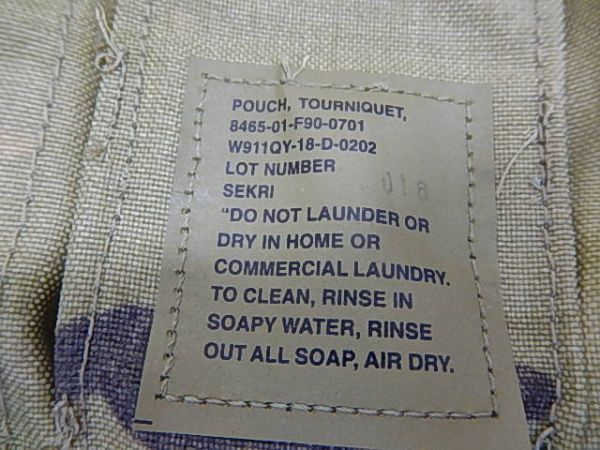 POUCH, TOURNIQUET,
8465-01-F90-0701
W911QY-18-D-0202
LOT NUMBER 018
SEKRI
"DO NOT LAUNDER OR
DRY IN HOME OR
COMMERCIAL LAUNDRY.
TO CLEAN, RINSE IN
SOAPY WATER, RINSE
OUT ALL SOAP, AIR DRY.